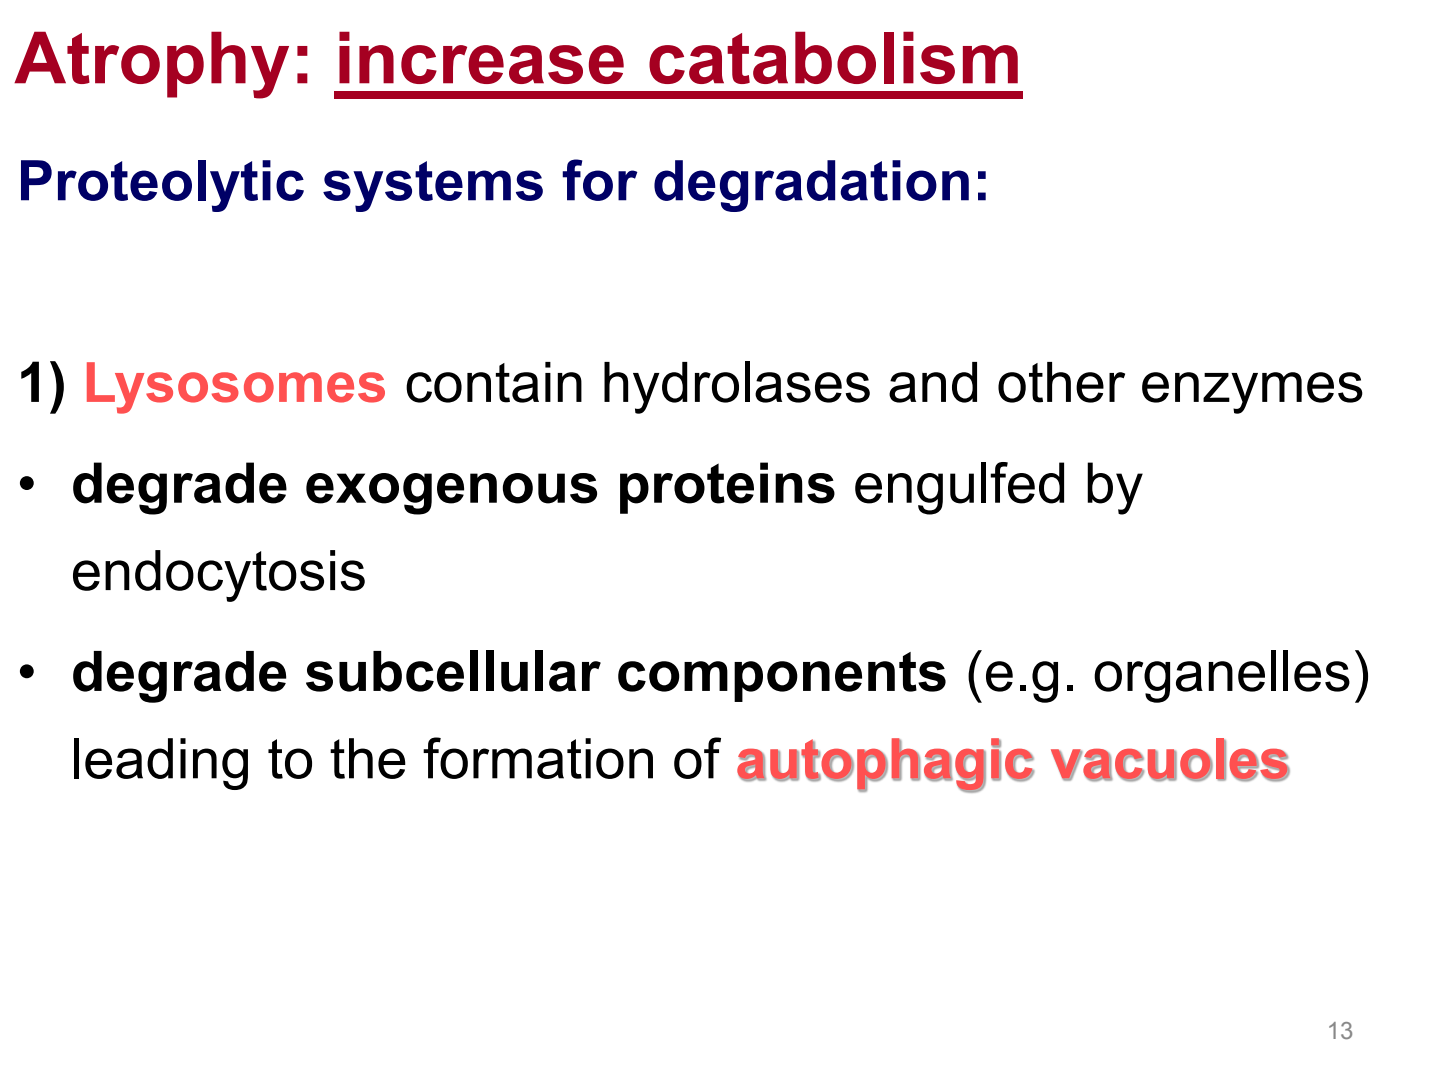 Atrophy: increase catabolism
Proteolytic systems for degradation:
1) Lysosomes contain hydrolases and other enzymes
• degrade exogenous proteins engulfed by
endocytosis
• degrade subcellular components (e.g. organelles)
leading to the formation of autophagic vacuoles
13